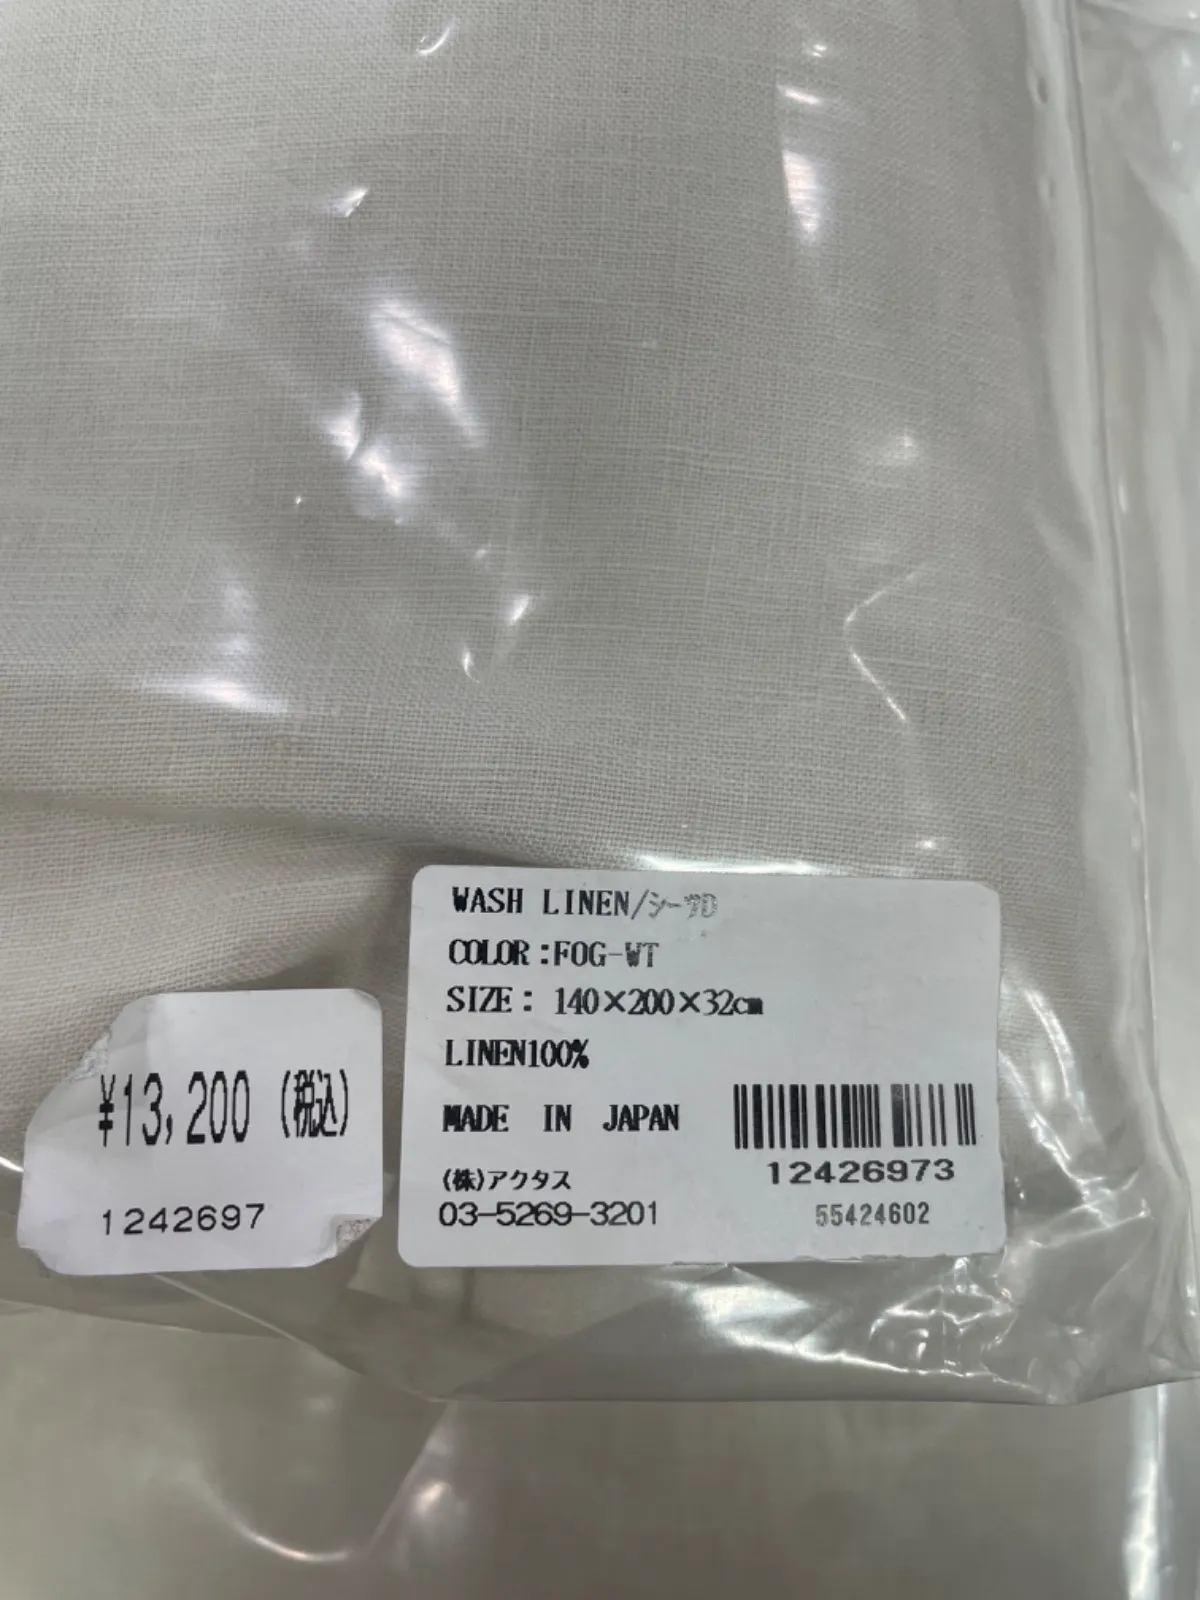 WASH LINEN/シーツD
COLOR:FOG-WT
SIZE: 140×200×32cm
LINEN100%
MADE IN JAPAN
(株)アクタス
03-5269-3201
12426973
55424602
¥13,200 (税込)
1242697